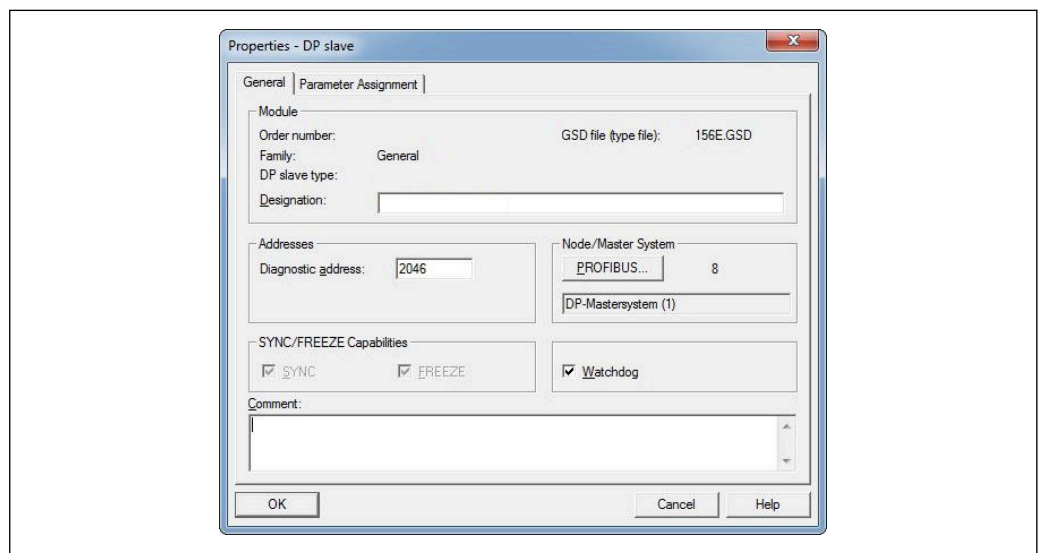 Properties - DP slave
General Parameter Assignment
Module
Order number: GSD file (type file): 156E.GSD
Family: General
DP slave type:
Designation:
Addresses
Diagnostic address: 2046
Node/Master System
PROFIBUS... 8
DP-Mastersystem (1)
SYNC/FREEZE Capabilities
SYNC FREEZE
Watchdog
Comment:
OK Cancel Help